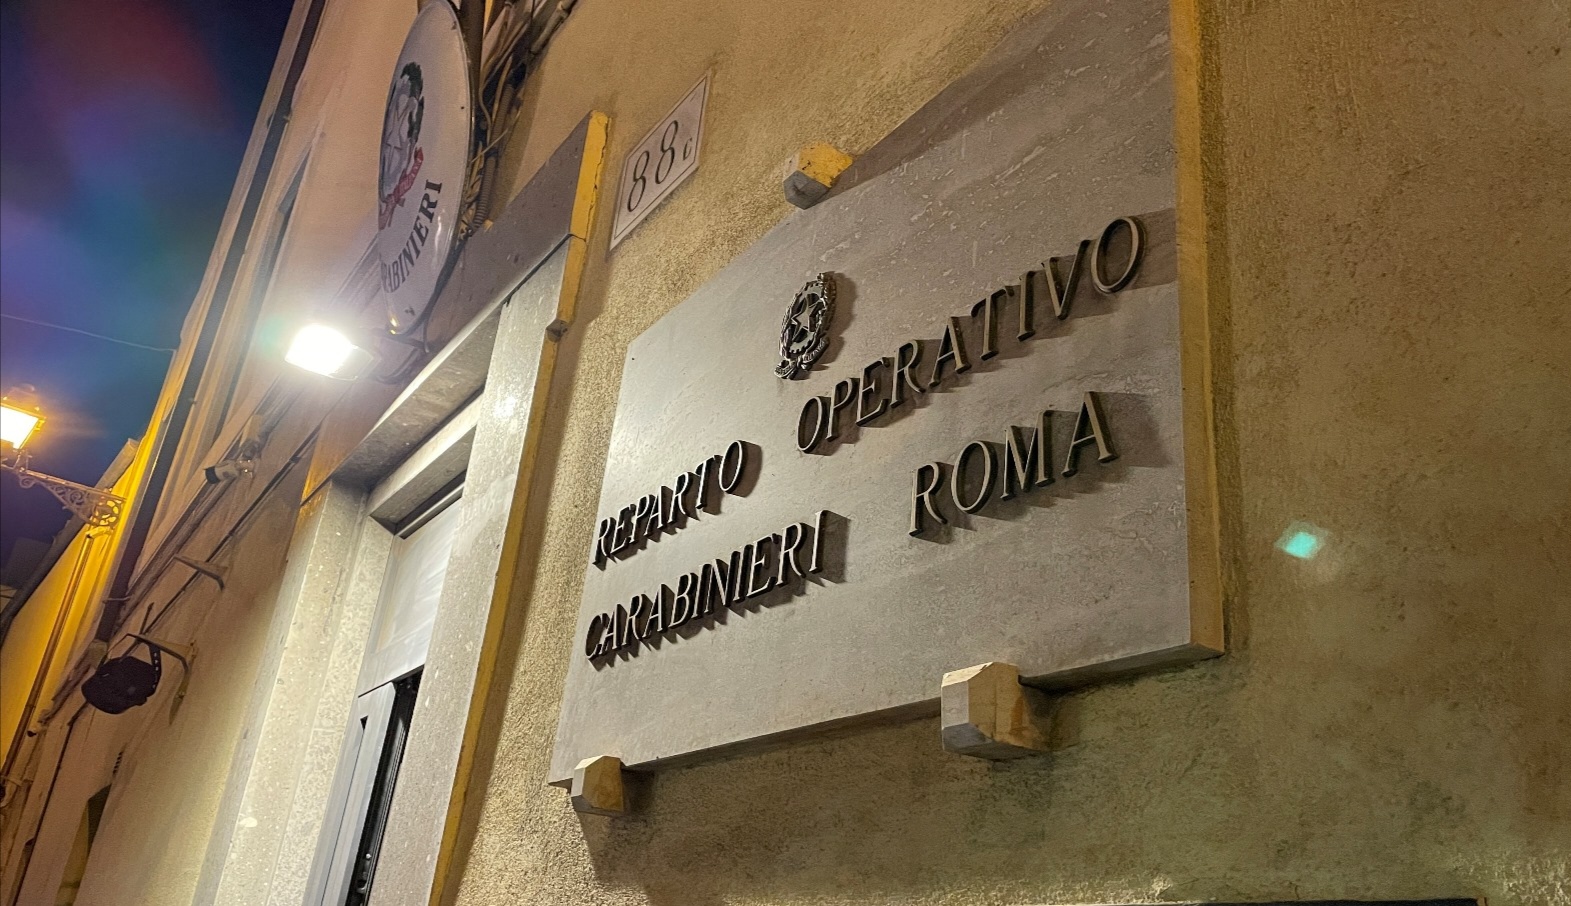 CARABINIERI
88c
REPARTO OPERATIVO
CARABINIERI ROMA